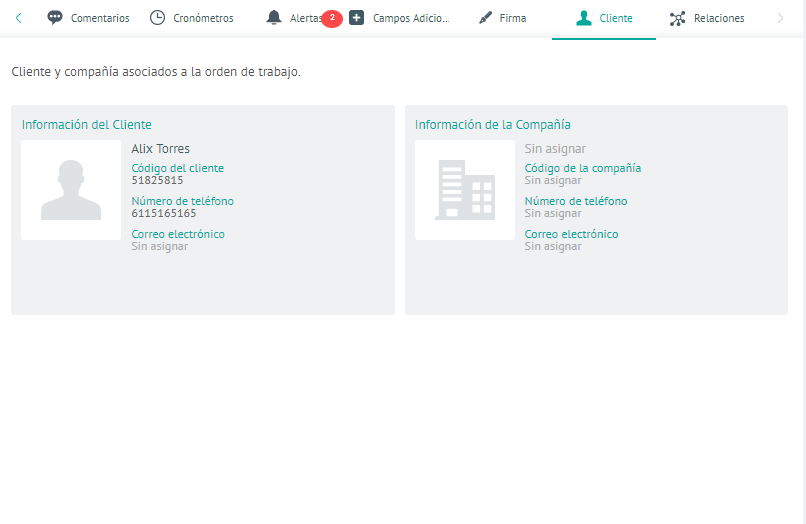 Comentarios
Cronómetros
Alertas 2
Campos Adicio...
Firma
Cliente
Relaciones
Cliente y compañía asociados a la orden de trabajo.
Información del Cliente
Alix Torres
Código del cliente
51825815
Número de teléfono
6115165165
Correo electrónico
Sin asignar
Información de la Compañía
Sin asignar
Código de la compañía
Sin asignar
Número de teléfono
Sin asignar
Correo electrónico
Sin asignar